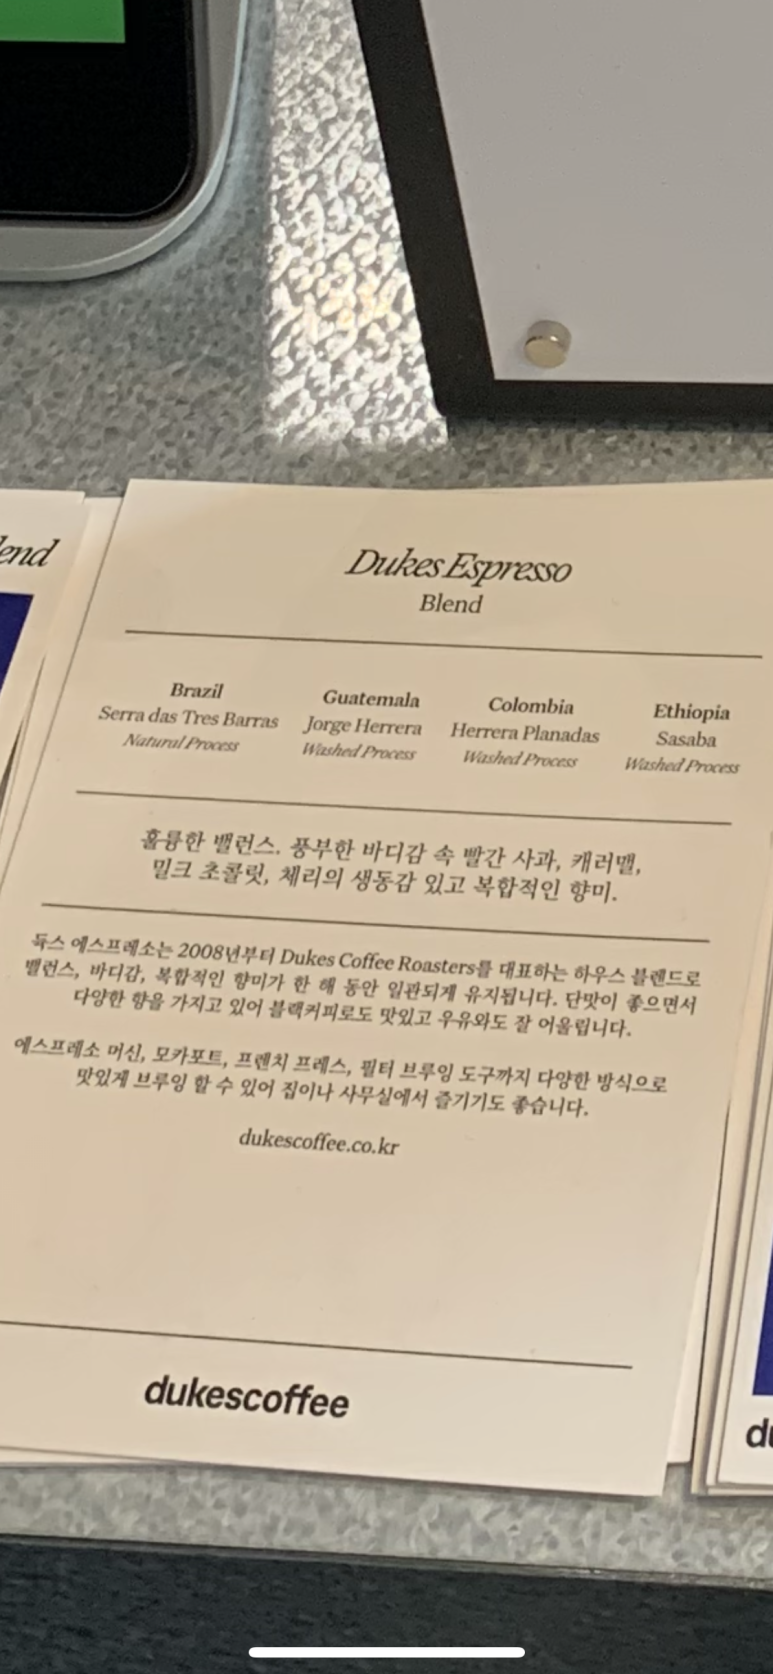 end
Dukes Espresso
Blend
Brazil
Serra das Tres Barras
Natural Process
Guatemala
Jorge Herrera
Washed Process
Colombia
Herrera Planadas
Washed Process
Ethiopia
Sasaba
Washed Process
훌륭한 밸런스. 풍부한 바디감 속 빨간 사과, 캐러멜,
밀크 초콜릿, 체리의 생동감 있고 복합적인 향미.
듁스 에스프레소는 2008년부터 Dukes Coffee Roasters를 대표하는 하우스 블렌드로
밸런스, 바디감, 복합적인 향미가 한 해 동안 일관되게 유지됩니다. 단맛이 좋으면서
다양한 향을 가지고 있어 블랙커피로도 맛있고 우유와도 잘 어울립니다.
에스프레소 머신, 모카포트, 프렌치 프레스, 필터 브루잉 도구까지 다양한 방식으로
맛있게 브루잉 할 수 있어 집이나 사무실에서 즐기기도 좋습니다.
dukescoffee.co.kr
dukescoffee
du